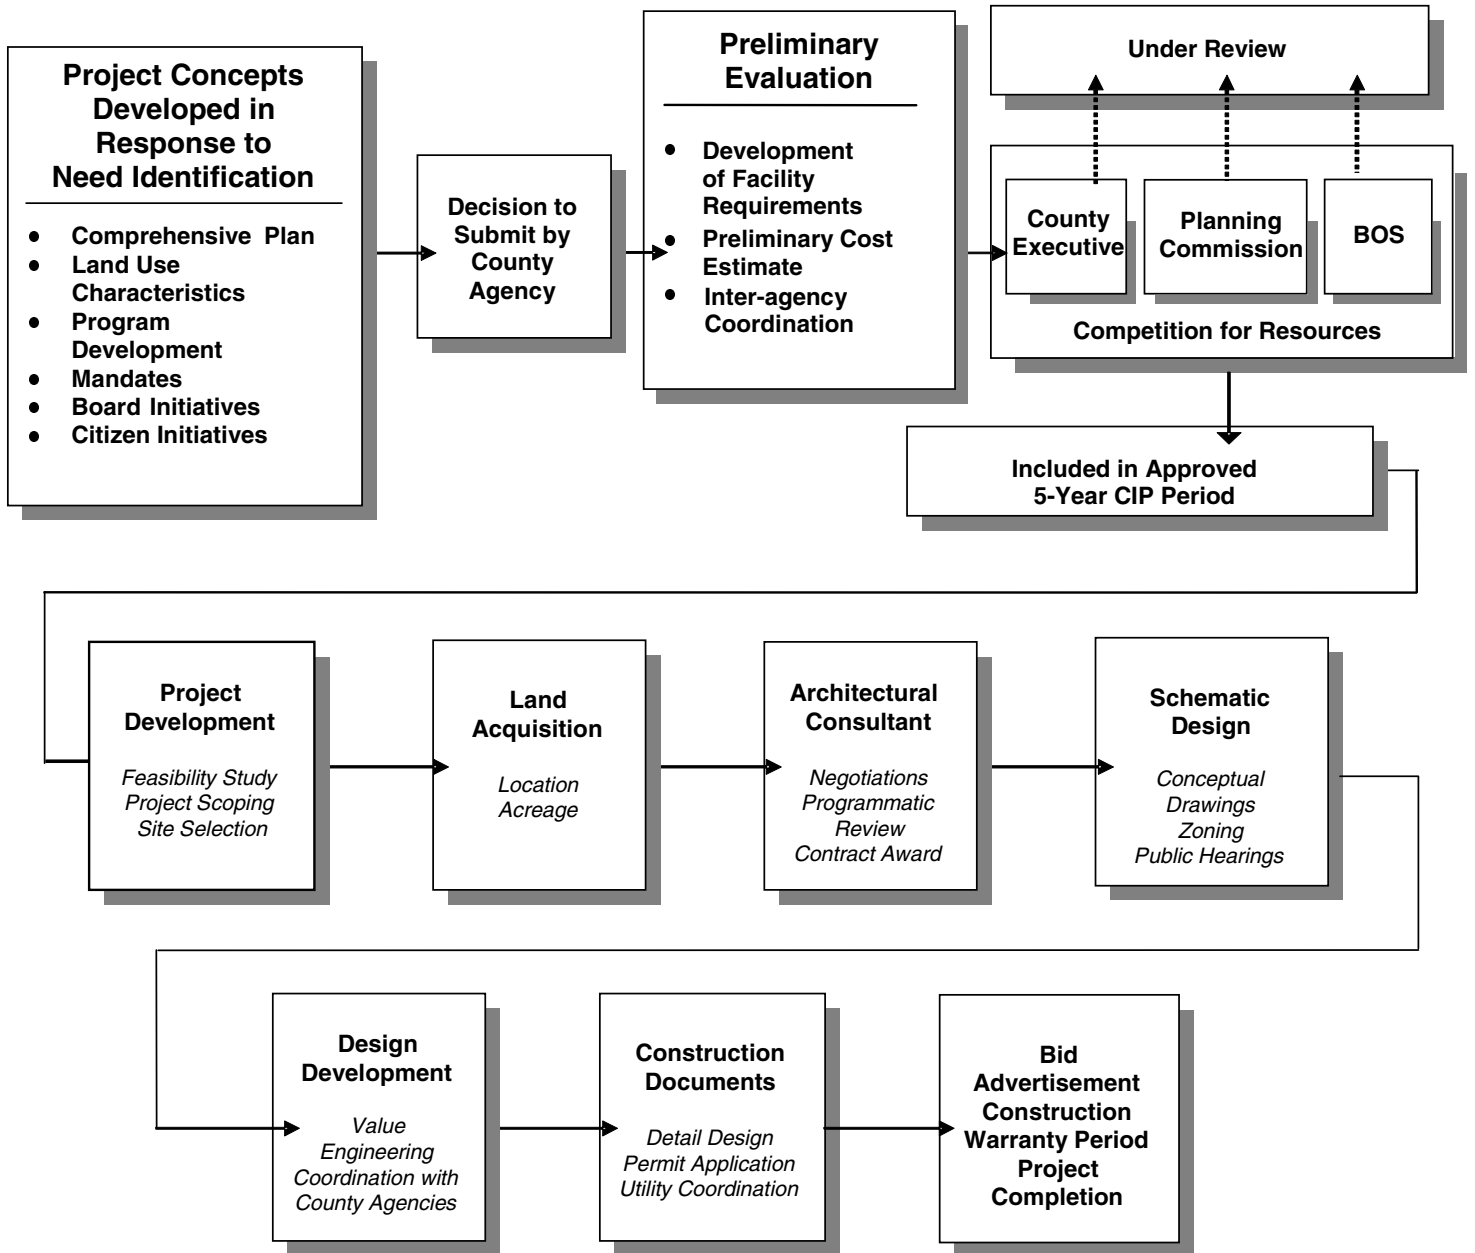 Project Concepts
Developed in
Response to
Need Identification
● Comprehensive Plan
● Land Use
Characteristics
● Program
Development
● Mandates
● Board Initiatives
● Citizen Initiatives
Decision to
Submit by
County
Agency
Preliminary
Evaluation
● Development
of Facility
Requirements
● Preliminary Cost
Estimate
● Inter-agency
Coordination
Under Review
County
Executive
Planning
Commission
BOS
Competition for Resources
Included in Approved
5-Year CIP Period
Project
Development
Feasibility Study
Project Scoping
Site Selection
Land
Acquisition
Location
Acreage
Architectural
Consultant
Negotiations
Programmatic
Review
Contract Award
Schematic
Design
Conceptual
Drawings
Zoning
Public Hearings
Design
Development
Value
Engineering
Coordination with
County Agencies
Construction
Documents
Detail Design
Permit Application
Utility Coordination
Bid
Advertisement
Construction
Warranty Period
Project
Completion